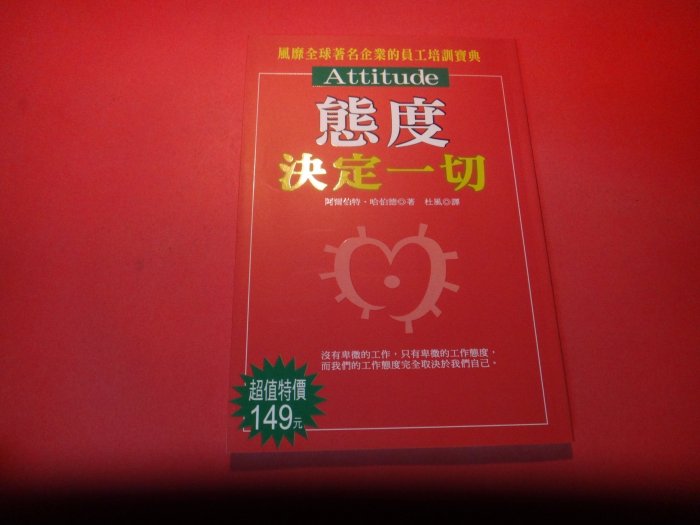 風靡全球著名企業的員工培訓寶典
Attitude
態度
決定一切
阿爾伯特·哈伯德◎著 杜風◎譯
沒有卑微的工作，只有卑微的工作態度，
而我們的工作態度完全取決於我們自己。
超值特價
149元